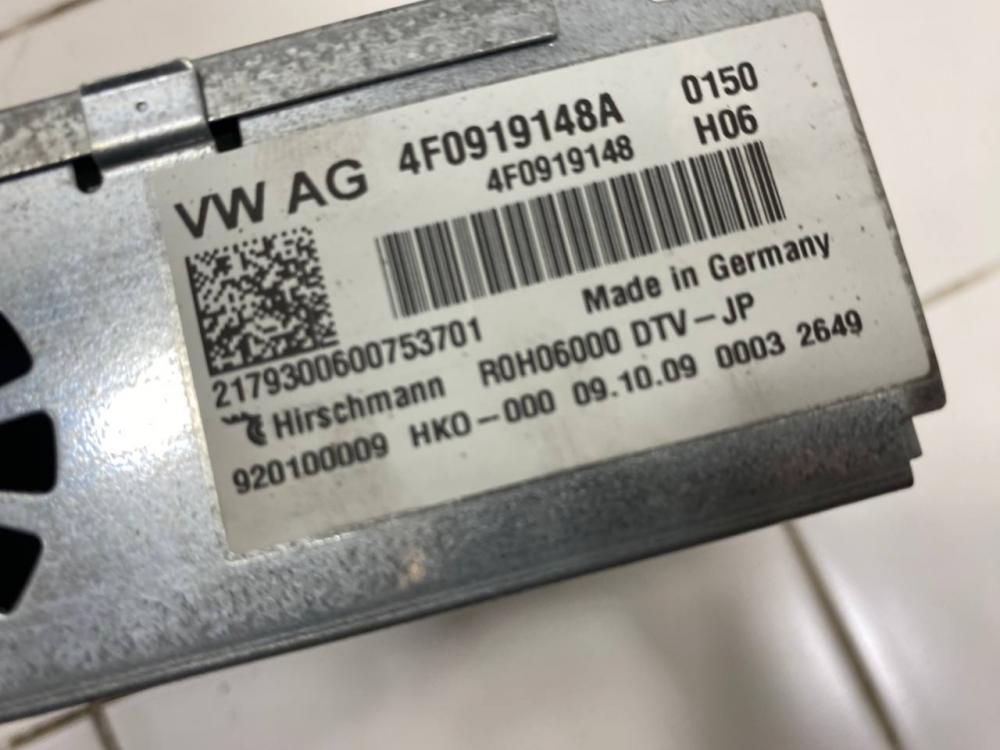 VW AG 4F0919148A 0150
4F0919148 H06
Made in Germany
2179300600753701
Hirschmann R0H06000 DTV-JP
920100009 HK0-000 09.10.09 0003 2649